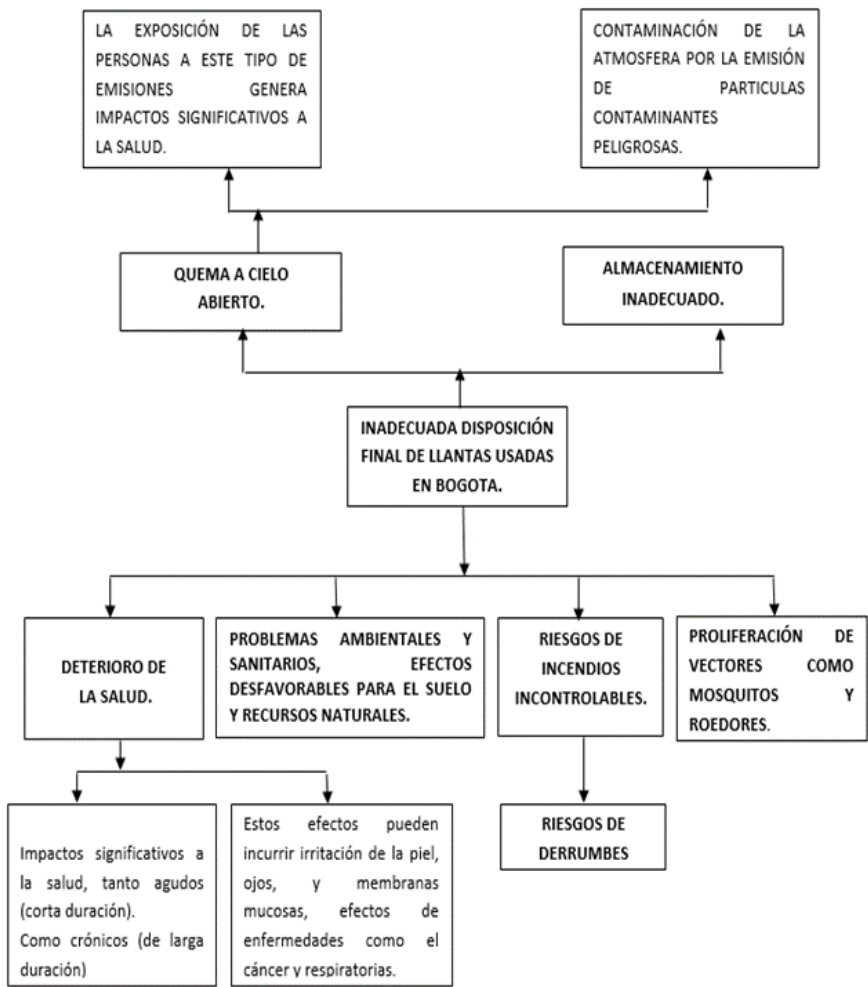 LA EXPOSICIÓN DE LAS
PERSONAS A ESTE TIPO DE
EMISIONES GENERA
IMPACTOS SIGNIFICATIVOS A
LA SALUD.
CONTAMINACIÓN DE LA
ATMOSFERA POR LA EMISIÓN
DE PARTICULAS
CONTAMINANTES
PELIGROSAS.
QUEMA A CIELO
ABIERTO.
ALMACENAMIENTO
INADECUADO.
INADECUADA DISPOSICIÓN
FINAL DE LLANTAS USADAS
EN BOGOTA.
DETERIORO DE
LA SALUD.
PROBLEMAS AMBIENTALES Y
SANITARIOS, EFECTOS
DESFAVORABLES PARA EL SUELO
Y RECURSOS NATURALES.
RIESGOS DE
INCENDIOS
INCONTROLABLES.
PROLIFERACIÓN DE
VECTORES COMO
MOSQUITOS Y
ROEDORES.
Impactos significativos a
la salud, tanto agudos
(corta duración).
Como crónicos (de larga
duración)
Estos efectos pueden
incurrir irritación de la piel,
ojos, y membranas
mucosas, efectos de
enfermedades como el
cáncer y respiratorias.
RIESGOS DE
DERRUMBES